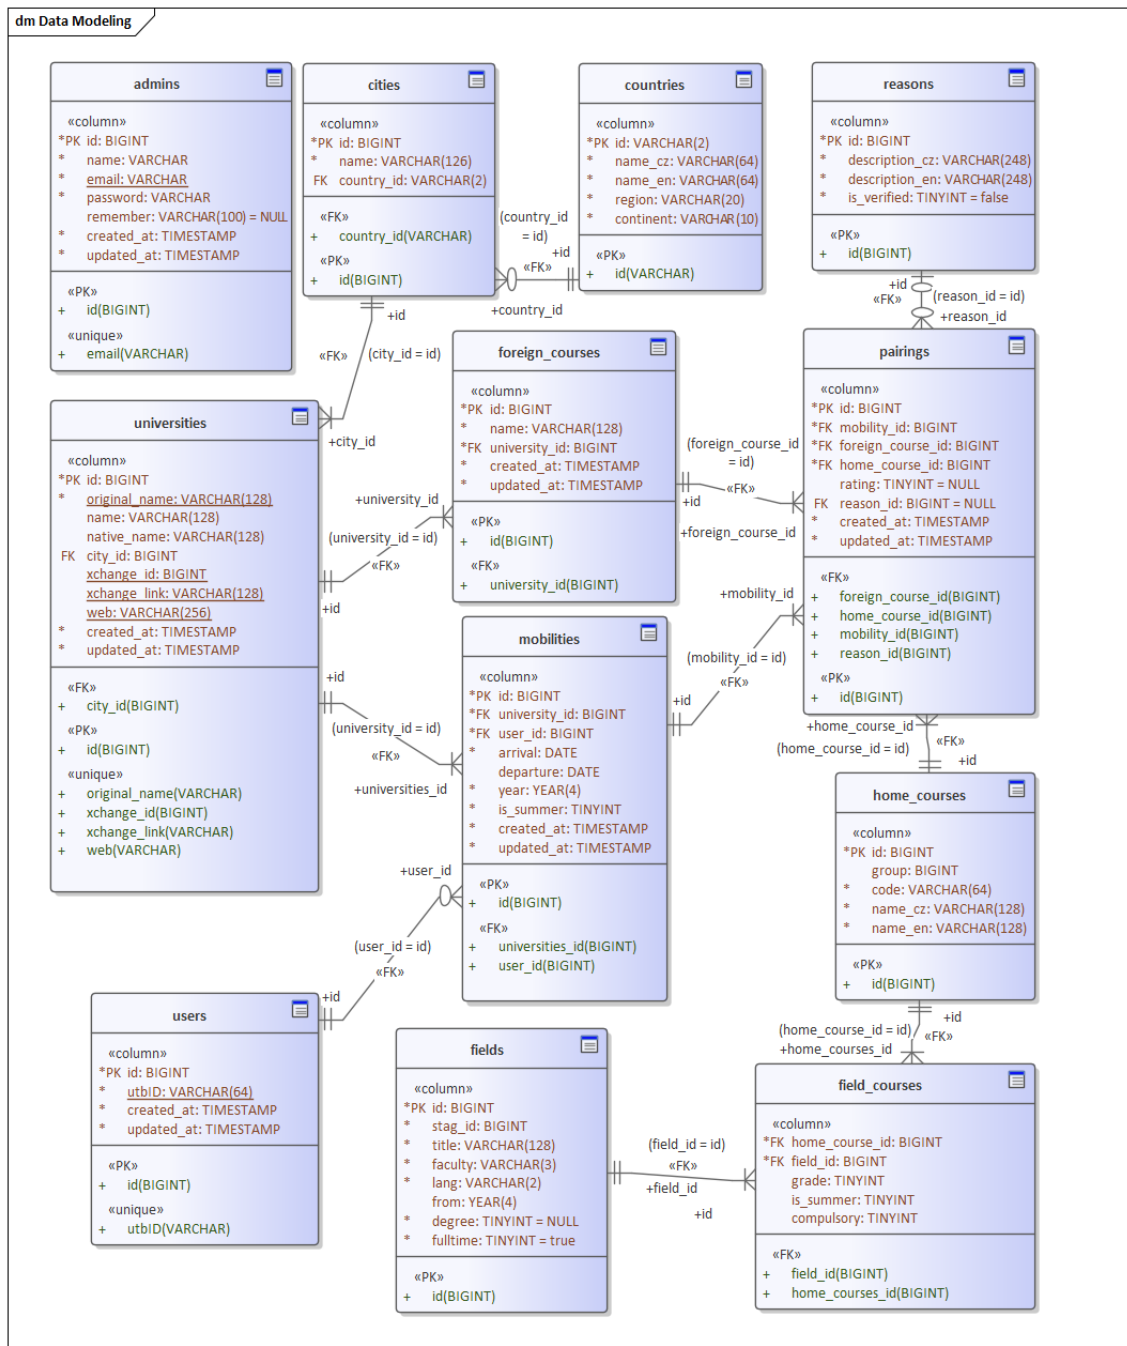 dm Data Modeling
admins
«column»
*PK id: BIGINT
* name: VARCHAR
* email: VARCHAR
* password: VARCHAR
remember: VARCHAR(100) = NULL
* created_at: TIMESTAMP
* updated_at: TIMESTAMP
«PK»
+ id(BIGINT)
«unique»
+ email(VARCHAR)
cities
«column»
*PK id: BIGINT
* name: VARCHAR(126)
FK country_id: VARCHAR(2)
«FK»
+ country_id(VARCHAR)
«PK»
+ id(BIGINT)
(country_id
= id)
+id
«FK»
+country_id
countries
«column»
*PK id: VARCHAR(2)
* name_cz: VARCHAR(64)
* name_en: VARCHAR(64)
* region: VARCHAR(20)
* continent: VARCHAR(10)
«PK»
+ id(VARCHAR)
reasons
«column»
*PK id: BIGINT
* description_cz: VARCHAR(248)
* description_en: VARCHAR(248)
* is_verified: TINYINT = false
«PK»
+ id(BIGINT)
+id
«FK»
(reason_id = id)
+reason_id
+id
«FK»
(city_id = id)
+city_id
foreign_courses
«column»
*PK id: BIGINT
* name: VARCHAR(128)
*FK university_id: BIGINT
* created_at: TIMESTAMP
* updated_at: TIMESTAMP
«PK»
+ id(BIGINT)
«FK»
+ university_id(BIGINT)
pairings
«column»
*PK id: BIGINT
*FK mobility_id: BIGINT
*FK foreign_course_id: BIGINT
*FK home_course_id: BIGINT
rating: TINYINT = NULL
FK reason_id: BIGINT = NULL
* created_at: TIMESTAMP
* updated_at: TIMESTAMP
«FK»
+ foreign_course_id(BIGINT)
+ home_course_id(BIGINT)
+ mobility_id(BIGINT)
+ reason_id(BIGINT)
«PK»
+ id(BIGINT)
(foreign_course_id
= id)
«FK»
+id
+foreign_course_id
universities
«column»
*PK id: BIGINT
* original_name: VARCHAR(128)
name: VARCHAR(128)
native_name: VARCHAR(128)
FK city_id: BIGINT
xchange_id: BIGINT
xchange_link: VARCHAR(128)
web: VARCHAR(256)
* created_at: TIMESTAMP
* updated_at: TIMESTAMP
«FK»
+ city_id(BIGINT)
«PK»
+ id(BIGINT)
«unique»
+ original_name(VARCHAR)
+ xchange_id(BIGINT)
+ xchange_link(VARCHAR)
+ web(VARCHAR)
+university_id
(university_id = id)
«FK»
+id
+id
(university_id = id)
«FK»
+universities_id
mobilities
«column»
*PK id: BIGINT
*FK university_id: BIGINT
*FK user_id: BIGINT
* arrival: DATE
departure: DATE
* year: YEAR(4)
* is_summer: TINYINT
* created_at: TIMESTAMP
* updated_at: TIMESTAMP
«PK»
+ id(BIGINT)
«FK»
+ universities_id(BIGINT)
+ user_id(BIGINT)
+mobility_id
(mobility_id = id)
«FK»
+id
+home_course_id
(home_course_id = id)
«FK»
+id
home_courses
«column»
*PK id: BIGINT
group: BIGINT
* code: VARCHAR(64)
* name_cz: VARCHAR(128)
* name_en: VARCHAR(128)
«PK»
+ id(BIGINT)
+user_id
(user_id = id)
«FK»
+id
users
«column»
*PK id: BIGINT
* utbID: VARCHAR(64)
* created_at: TIMESTAMP
* updated_at: TIMESTAMP
«PK»
+ id(BIGINT)
«unique»
+ utbID(VARCHAR)
fields
«column»
*PK id: BIGINT
* stag_id: BIGINT
* title: VARCHAR(128)
* faculty: VARCHAR(3)
* lang: VARCHAR(2)
from: YEAR(4)
* degree: TINYINT = NULL
* fulltime: TINYINT = true
«PK»
+ id(BIGINT)
+id
(home_course_id = id)
«FK»
+home_courses_id
(field_id = id)
«FK»
+field_id
+id
field_courses
«column»
*FK home_course_id: BIGINT
*FK field_id: BIGINT
grade: TINYINT
is_summer: TINYINT
compulsory: TINYINT
«FK»
+ field_id(BIGINT)
+ home_courses_id(BIGINT)